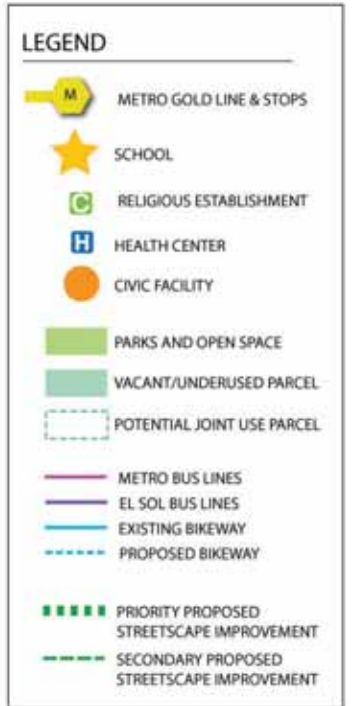 LEGEND
M
METRO GOLD LINE & STOPS
SCHOOL
C
RELIGIOUS ESTABLISHMENT
H
HEALTH CENTER
CIVIC FACILITY
PARKS AND OPEN SPACE
VACANT/UNDERUSED PARCEL
POTENTIAL JOINT USE PARCEL
METRO BUS LINES
EL SOL BUS LINES
EXISTING BIKEWAY
PROPOSED BIKEWAY
PRIORITY PROPOSED
STREETSCAPE IMPROVEMENT
SECONDARY PROPOSED
STREETSCAPE IMPROVEMENT